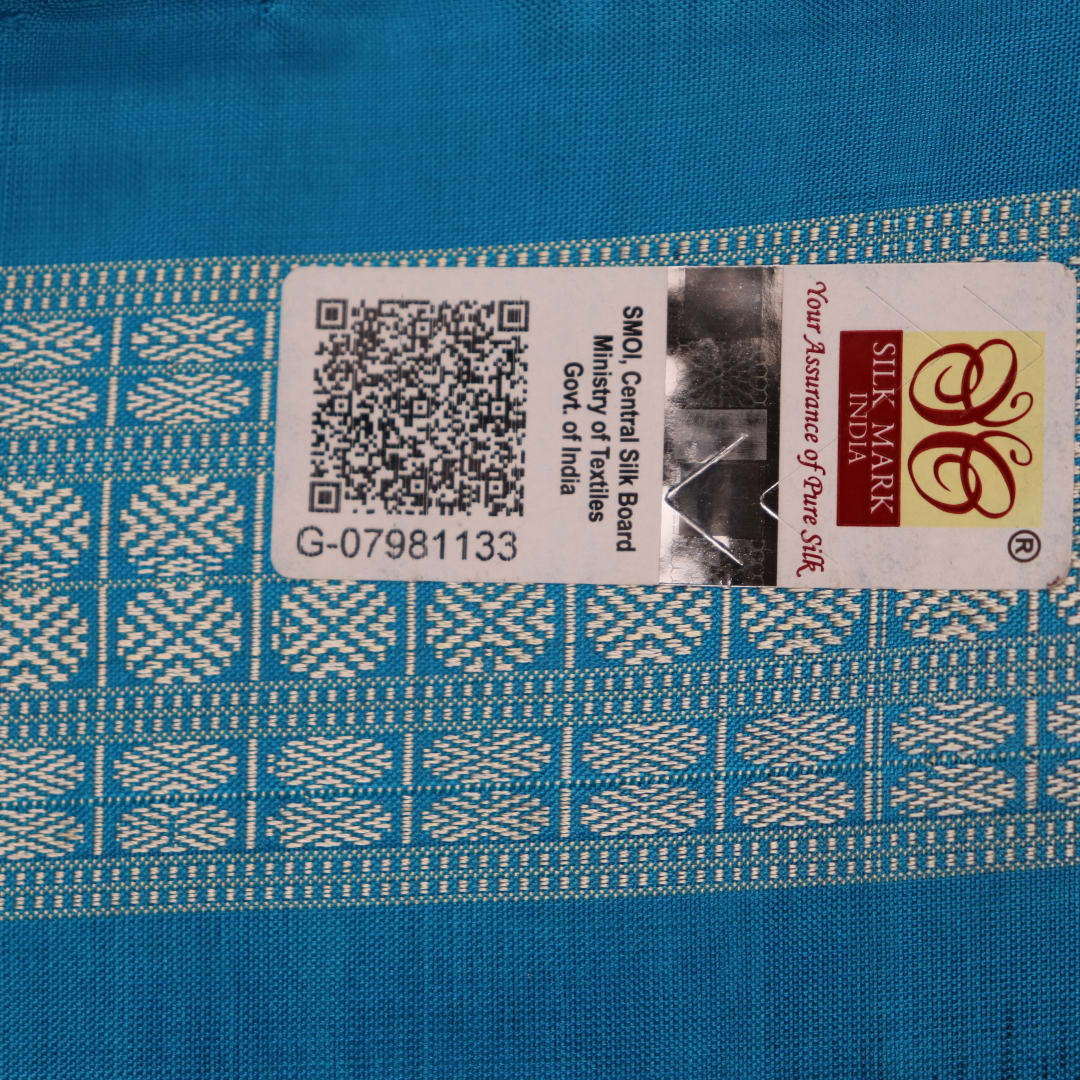 ®
SILK MARK
INDIA
Your Assurance of Pure Silk
SMOI, Central Silk Board
Ministry of Textiles
Govt. of India
G-07981133